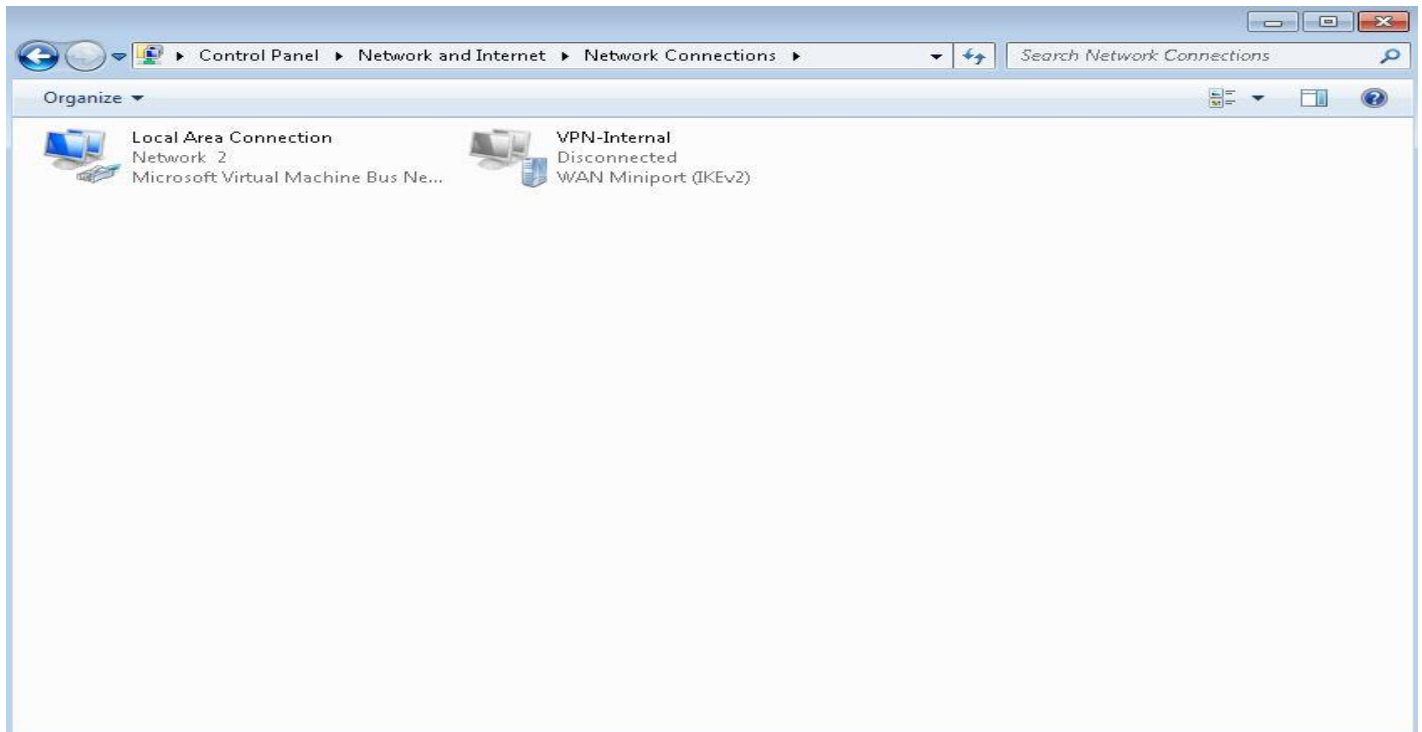 Control Panel ▸ Network and Internet ▸ Network Connections ▸
Search Network Connections
Organize
Local Area Connection
Network 2
Microsoft Virtual Machine Bus Ne...
VPN-Internal
Disconnected
WAN Miniport (IKEv2)